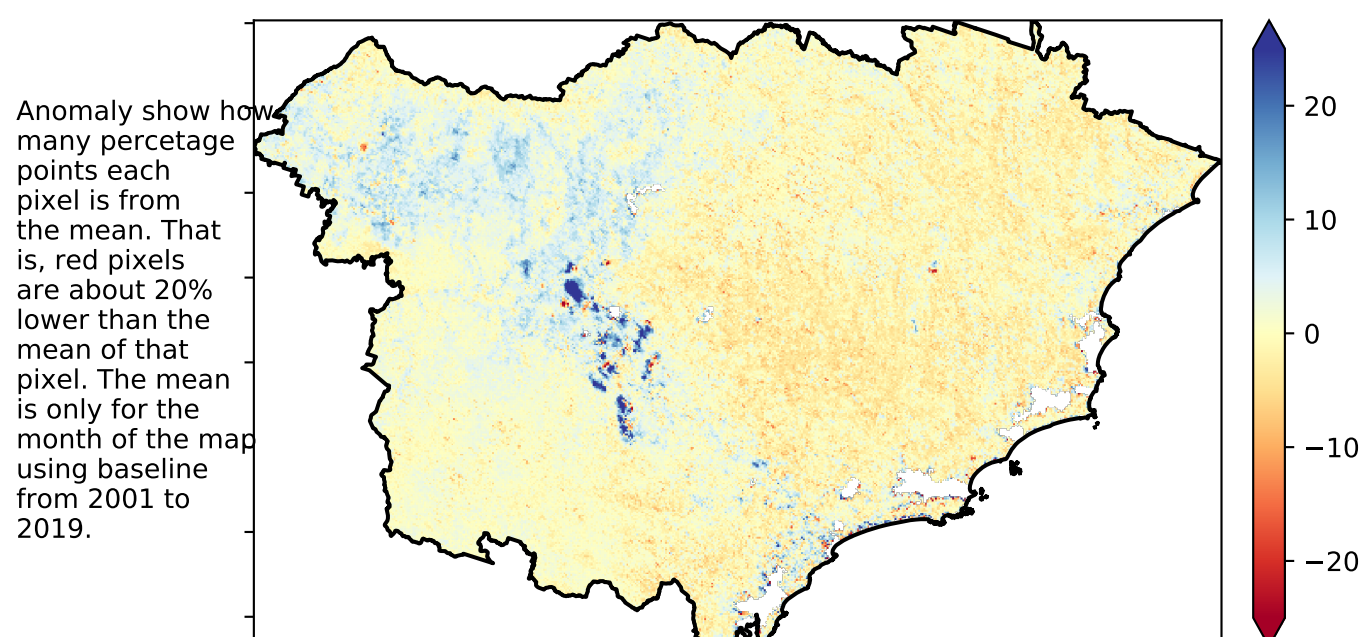 Anomaly show how
many percetage
points each
pixel is from
the mean. That
is, red pixels
are about 20%
lower than the
mean of that
pixel. The mean
is only for the
month of the map
using baseline
from 2001 to
2019.
20
10
0
−10
−20